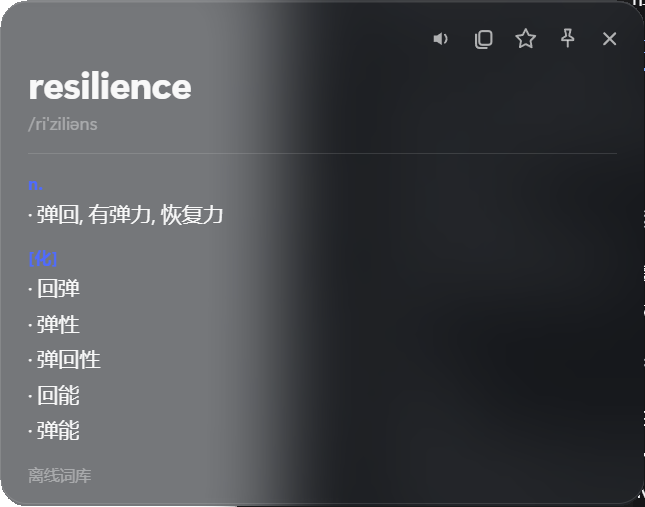 resilience
/ri'ziliəns
n.
· 弹回, 有弹力, 恢复力
[化]
· 回弹
· 弹性
· 弹回性
· 回能
· 弹能
离线词库